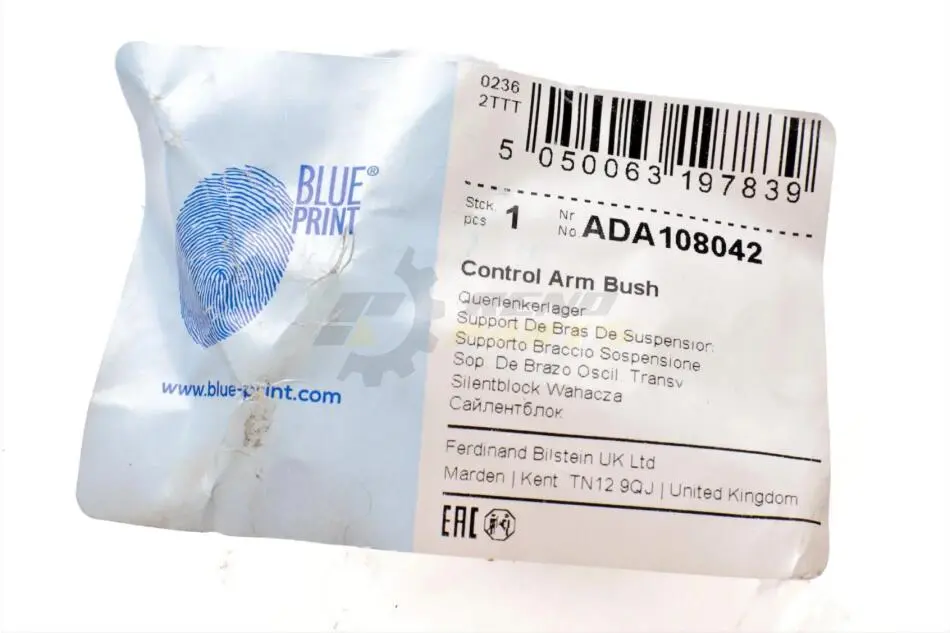 BLUE®
PRINT
www.blue-print.com
0236
2TTT
5 050063 197839
Stck.
pcs 1 Nr
No ADA108042
Control Arm Bush
Querlenkerlager
Support De Bras De Suspension
Supporto Braccio Sospensione
Sop. De Brazo Oscil. Transv
Silentblock Wahacza
Сайлентблок
Ferdinand Bilstein UK Ltd
Marden | Kent TN12 9QJ | United Kingdom
EAC